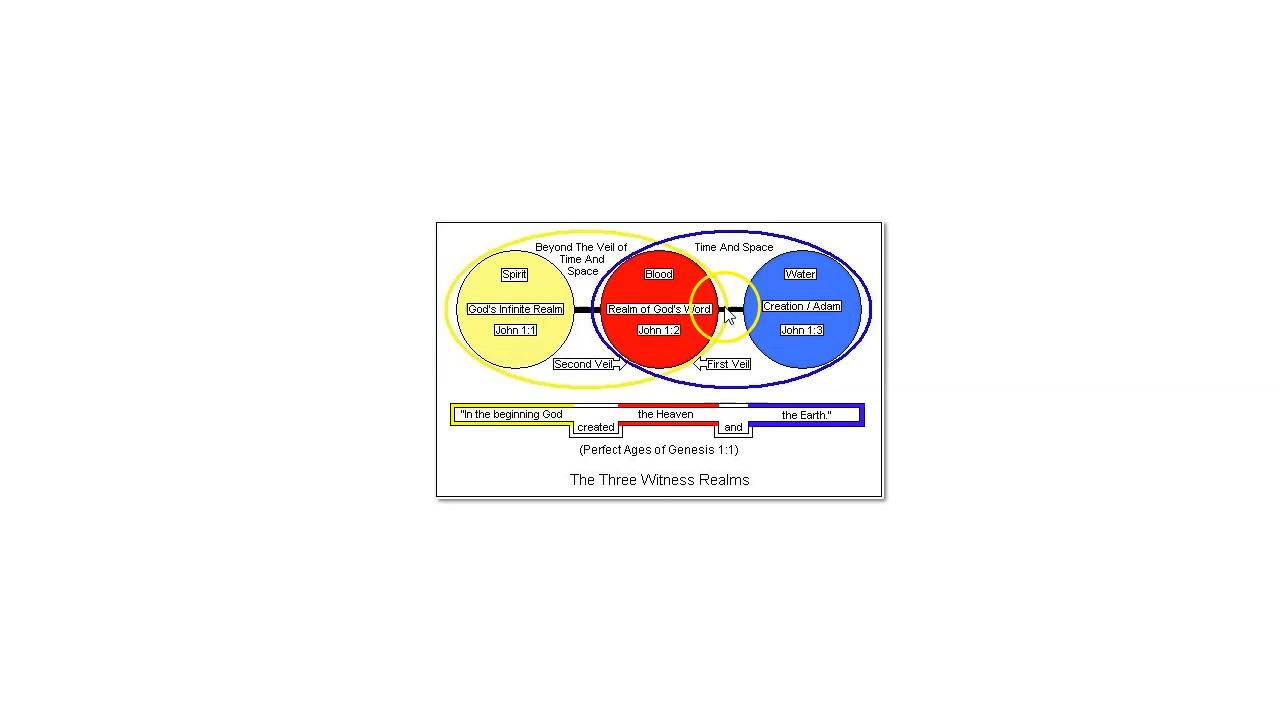 Beyond The Veil of
Time And
Space
Time And Space
Spirit
Blood
Water
God's Infinite Realm
Realm of God's Word
Creation / Adam
John 1:1
John 1:2
John 1:3
Second Veil
First Veil
"In the beginning God
created
the Heaven
and
the Earth."
(Perfect Ages of Genesis 1:1)
The Three Witness Realms